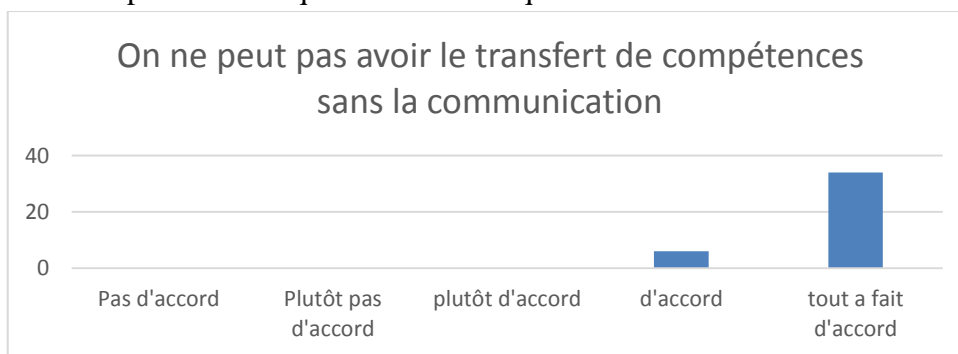 On ne peut pas avoir le transfert de compétences
sans la communication
40
20
0
Pas d'accord
Plutôt pas
d'accord
plutôt d'accord
d'accord
tout a fait
d'accord